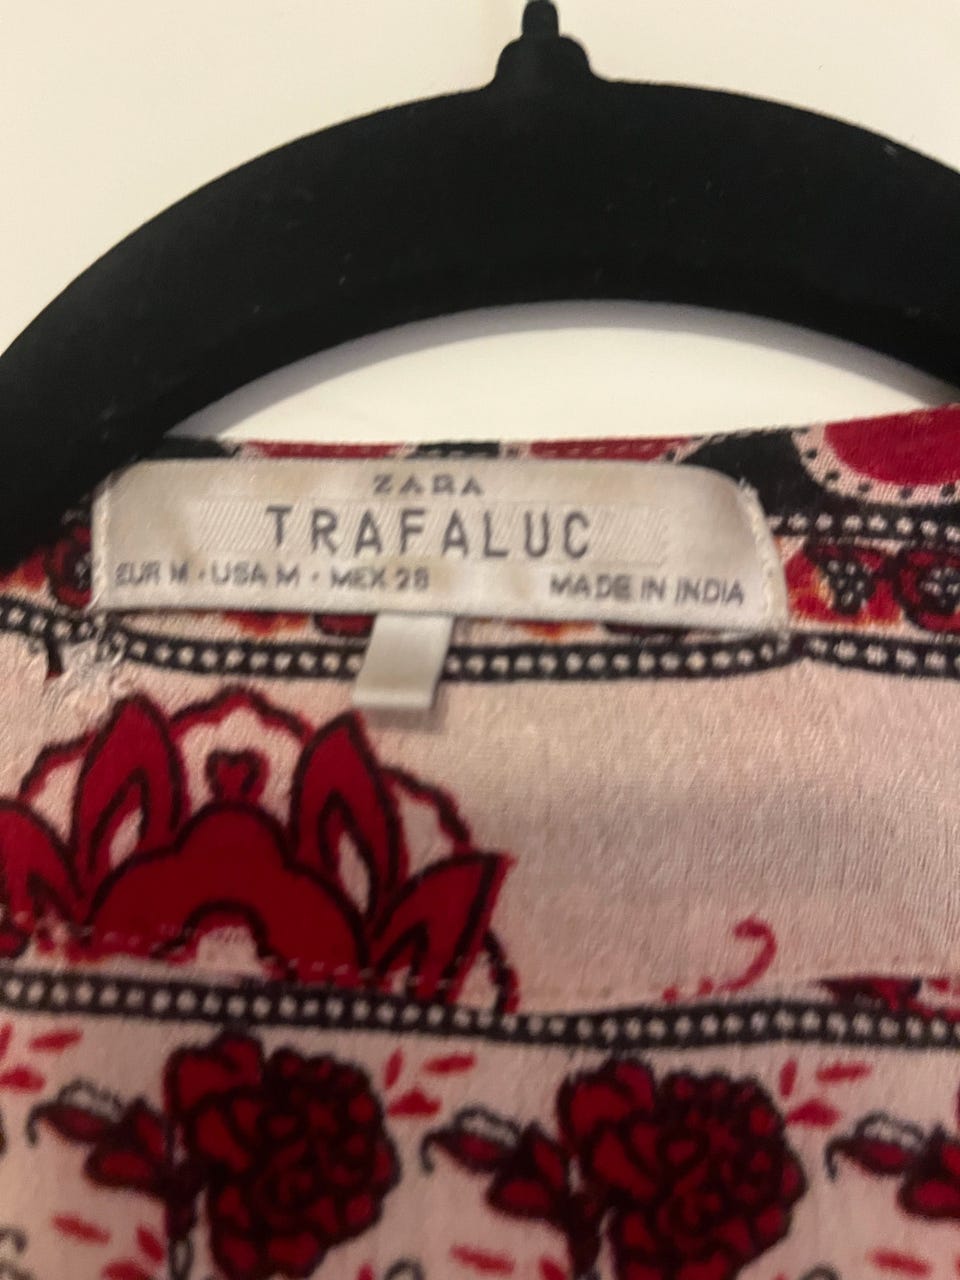 ZARA
TRAFALUC
EUR M • USA M • MEX 28 MADE IN INDIA